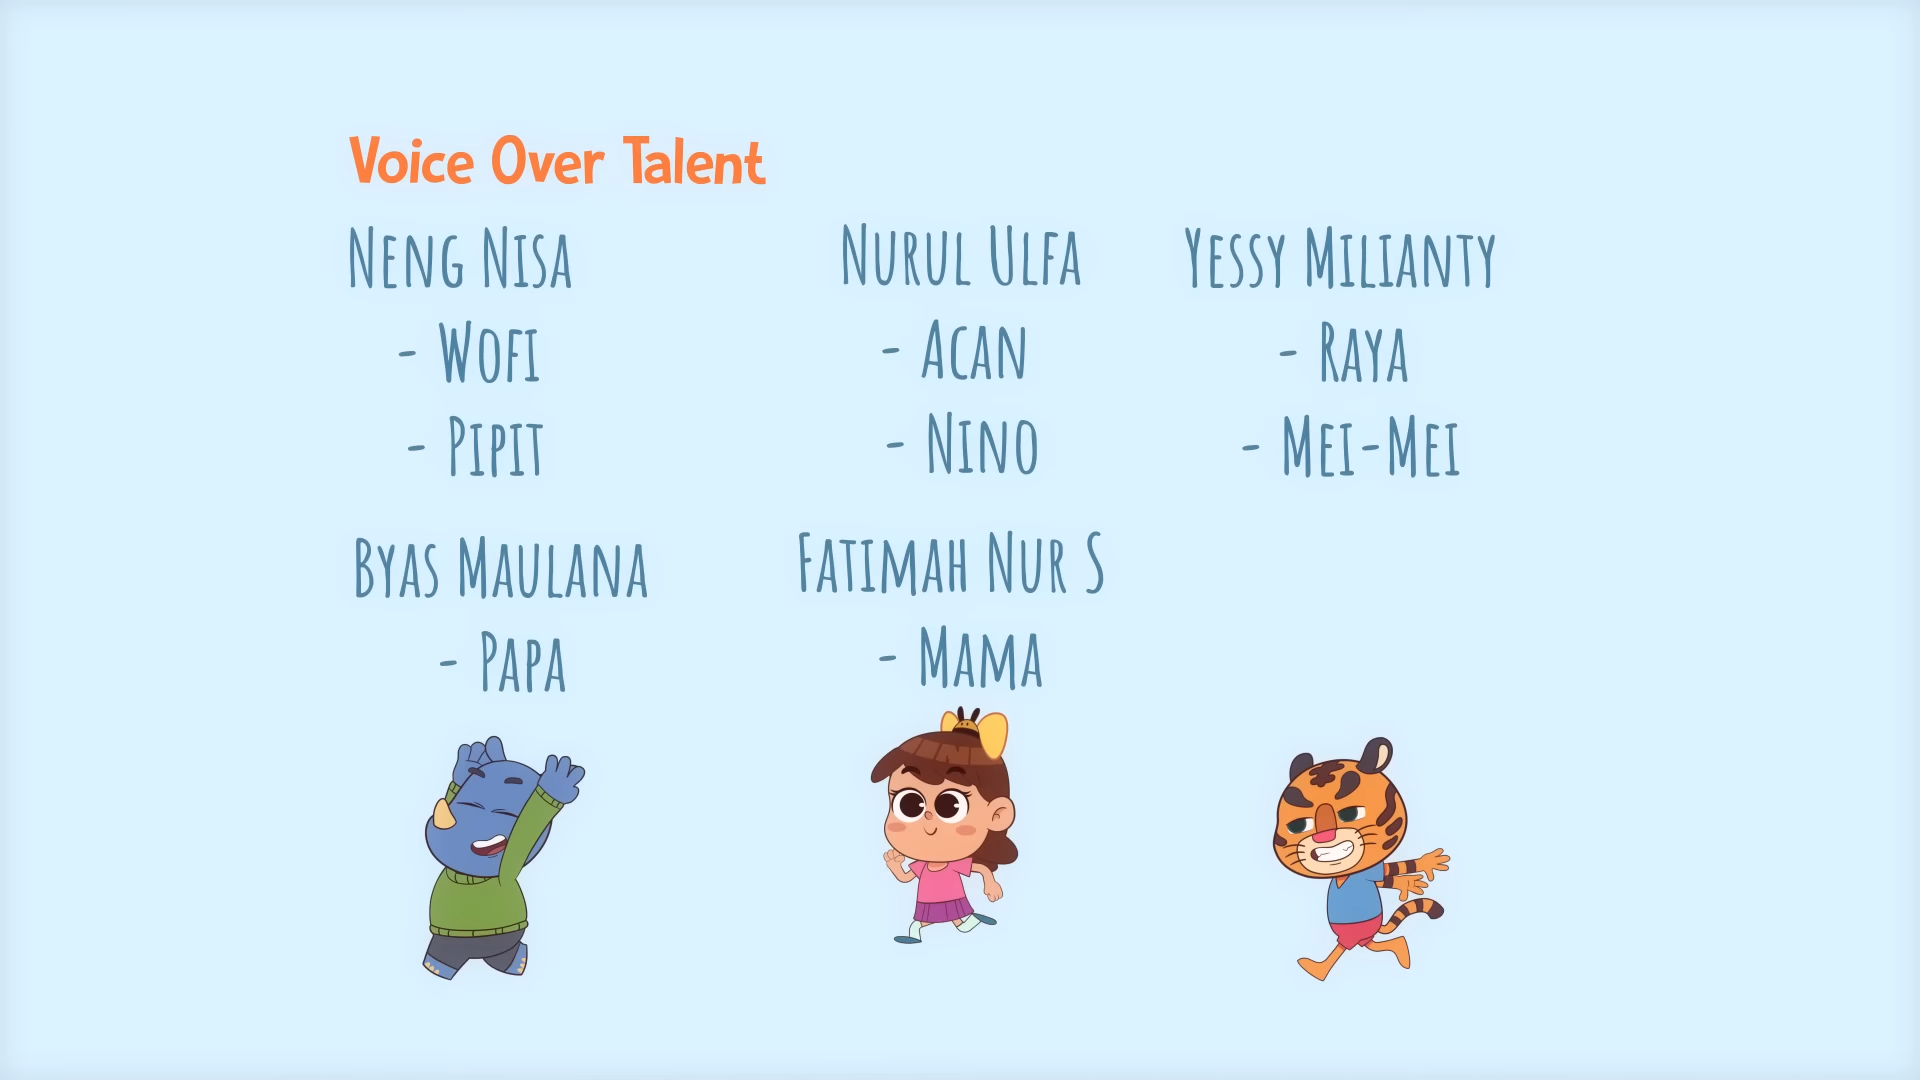 Voice Over Talent
Neng Nisa
- Wofi
- Pipit
Nurul Ulfa
- Acan
- Nino
Yessy Milianty
- Raya
- Mei-Mei
Byas Maulana
- Papa
Fatimah Nur S
- Mama